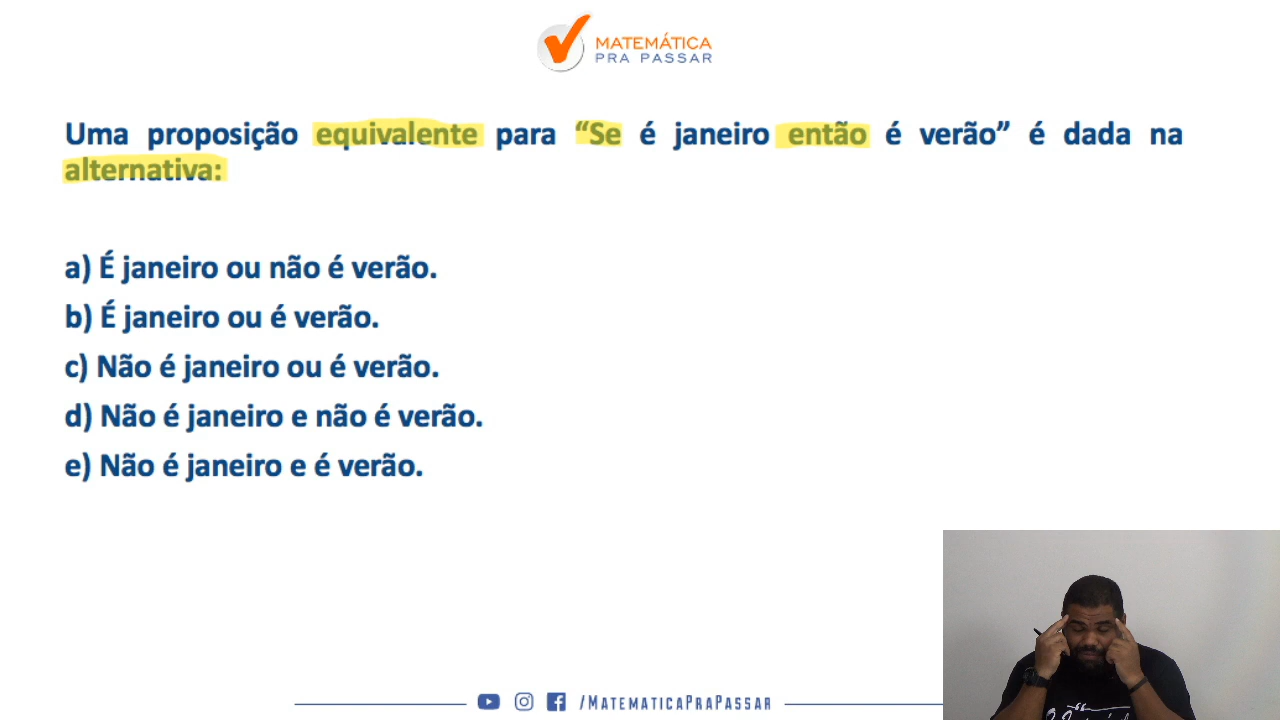 MATEMÁTICA
PRA PASSAR
Uma proposição equivalente para “Se é janeiro então é verão” é dada na
alternativa:
a) É janeiro ou não é verão.
b) É janeiro ou é verão.
c) Não é janeiro ou é verão.
d) Não é janeiro e não é verão.
e) Não é janeiro e é verão.
/MATEMATICAPRAPASSAR